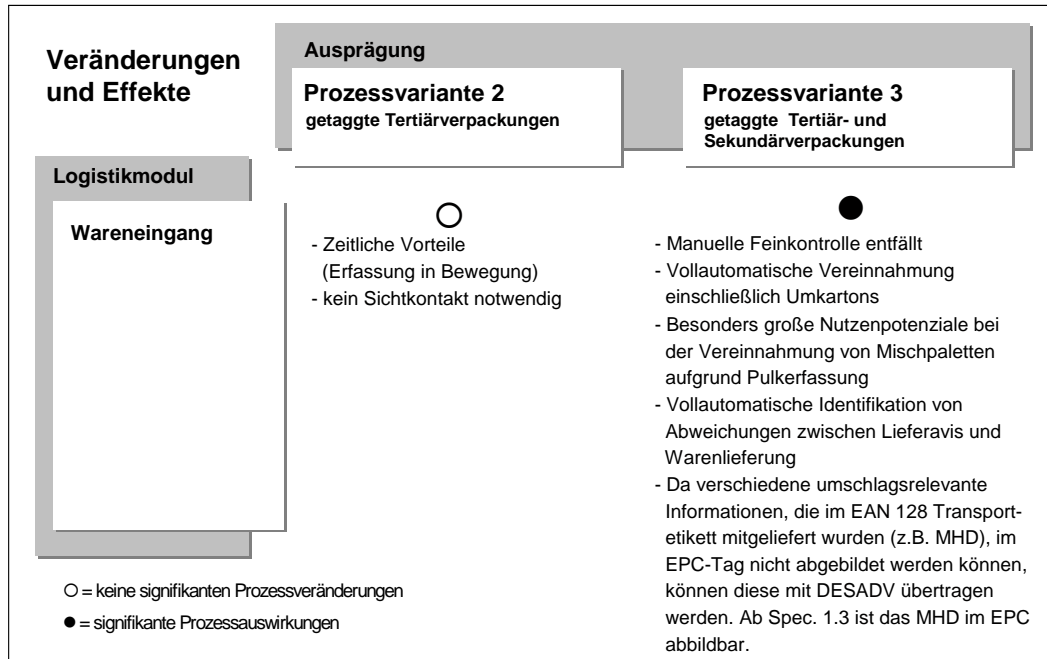 Veränderungen
und Effekte
Ausprägung
Prozessvariante 2
getaggte Tertiärverpackungen
Prozessvariante 3
getaggte Tertiär- und
Sekundärverpackungen
Logistikmodul
Wareneingang
- Zeitliche Vorteile
(Erfassung in Bewegung)
- kein Sichtkontakt notwendig
- Manuelle Feinkontrolle entfällt
- Vollautomatische Vereinnahmung
einschließlich Umkartons
- Besonders große Nutzenpotenziale bei
der Vereinnahmung von Mischpaletten
aufgrund Pulkerfassung
- Vollautomatische Identifikation von
Abweichungen zwischen Lieferavis und
Warenlieferung
- Da verschiedene umschlagsrelevante
Informationen, die im EAN 128 Transport-
etikett mitgeliefert wurden (z.B. MHD), im
EPC-Tag nicht abgebildet werden können,
können diese mit DESADV übertragen
werden. Ab Spec. 1.3 ist das MHD im EPC
abbildbar.
○ = keine signifikanten Prozessveränderungen
● = signifikante Prozessauswirkungen